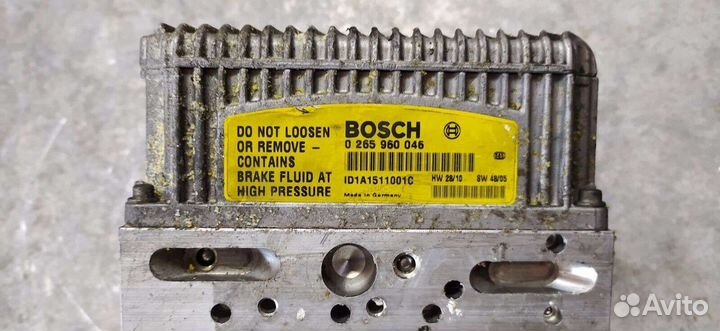 DO NOT LOOSEN
OR REMOVE –
CONTAINS
BRAKE FLUID AT
HIGH PRESSURE
BOSCH
0 265 960 046
ID1A1511001C
HW 28/10
SW 48/05
Made in Germany
Avito